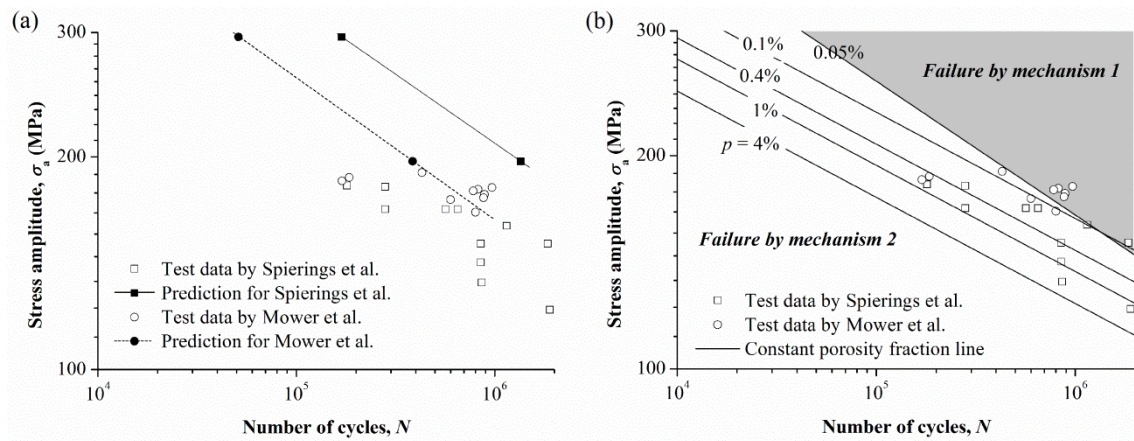 (a)
300
200
100
Stress amplitude, σa (MPa)
Test data by Spierings et al.
Prediction for Spierings et al.
Test data by Mower et al.
Prediction for Mower et al.
10^4
10^5
10^6
Number of cycles, N
(b)
300
200
100
Stress amplitude, σa (MPa)
0.1%
0.05%
0.4%
1%
p = 4%
Failure by mechanism 1
Failure by mechanism 2
Test data by Spierings et al.
Test data by Mower et al.
Constant porosity fraction line
10^4
10^5
10^6
Number of cycles, N